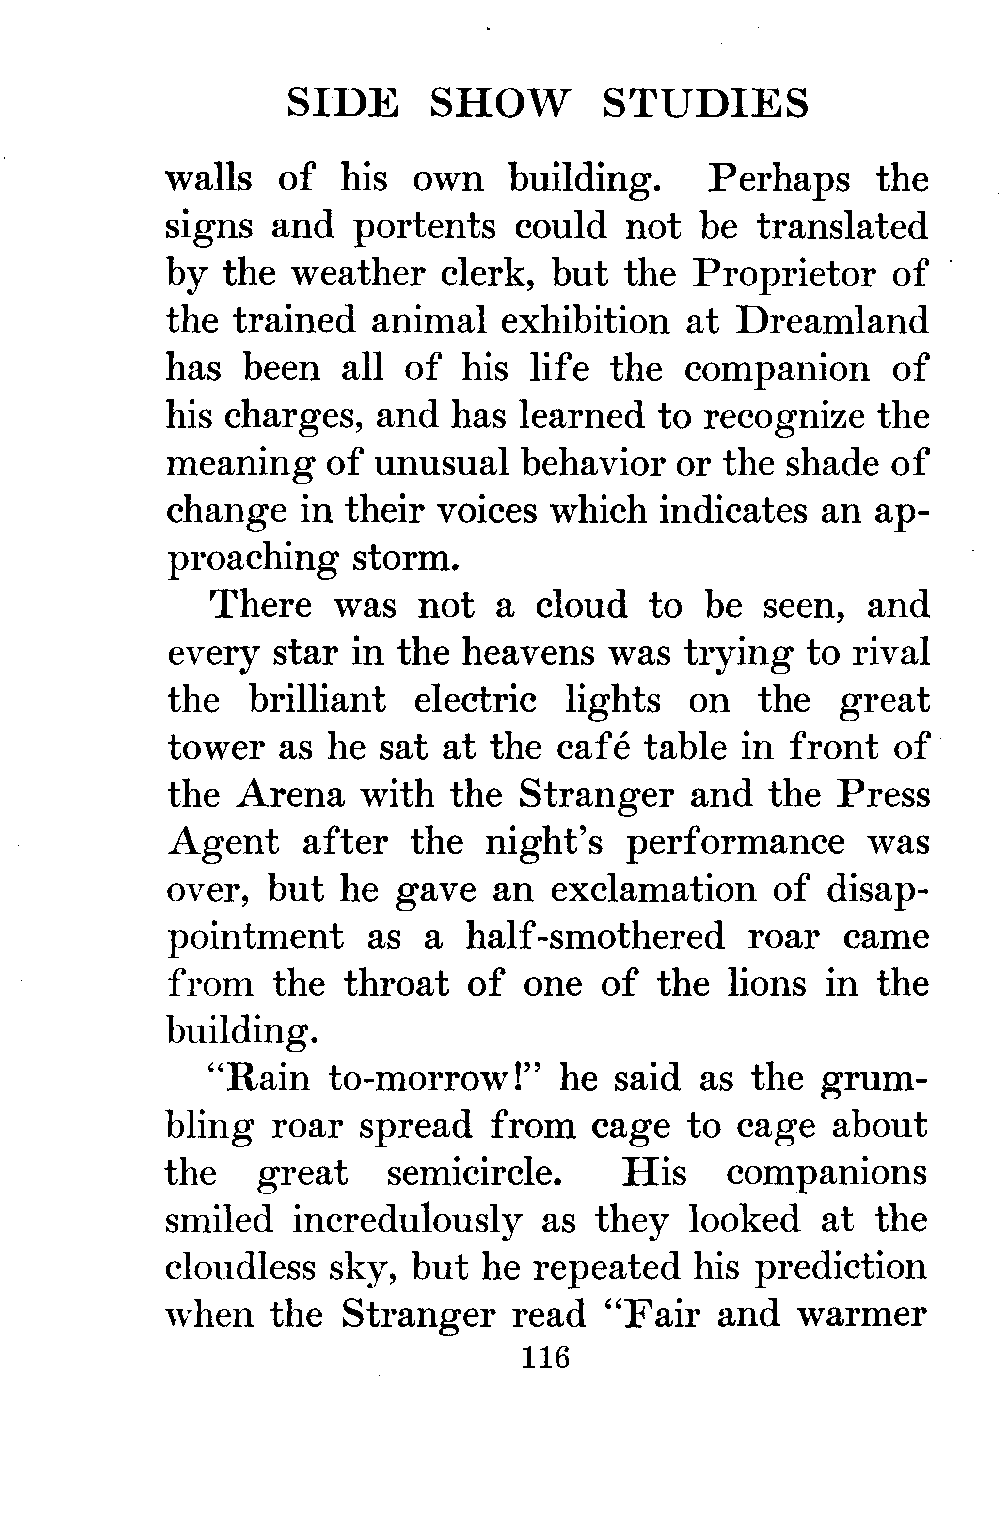 SIDE SHOW STUDIES
walls of his own building. Perhaps the
signs and portents could not be translated
by the weather clerk, but the Proprietor of
the trained animal exhibition at Dreamland
has been all of his life the companion of
his charges, and has learned to recognize the
meaning of unusual behavior or the shade of
change in their voices which indicates an ap-
proaching storm.
There was not a cloud to be seen, and
every star in the heavens was trying to rival
the brilliant electric lights on the great
tower as he sat at the café table in front of
the Arena with the Stranger and the Press
Agent after the night's performance was
over, but he gave an exclamation of disap-
pointment as a half-smothered roar came
from the throat of one of the lions in the
building.
“Rain to-morrow!” he said as the grum-
bling roar spread from cage to cage about
the great semicircle. His companions
smiled incredulously as they looked at the
cloudless sky, but he repeated his prediction
when the Stranger read “Fair and warmer
116